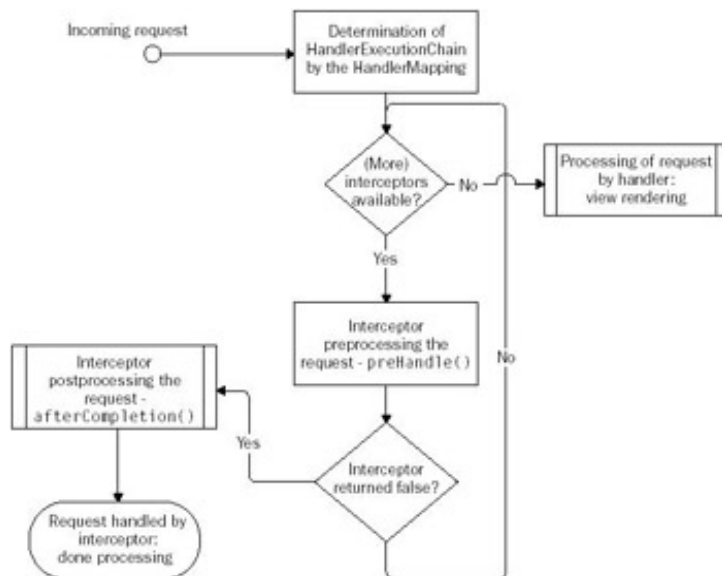 Incoming request
Determination of
HandlerExecutionChain
by the HandlerMapping
(More)
interceptors
available?
No
Processing of request
by handler:
view rendering
Yes
Interceptor
preprocessing the
request - preHandle()
No
Interceptor
postprocessing the
request -
afterCompletion()
Yes
Interceptor
returned false?
Request handled by
interceptor:
done processing